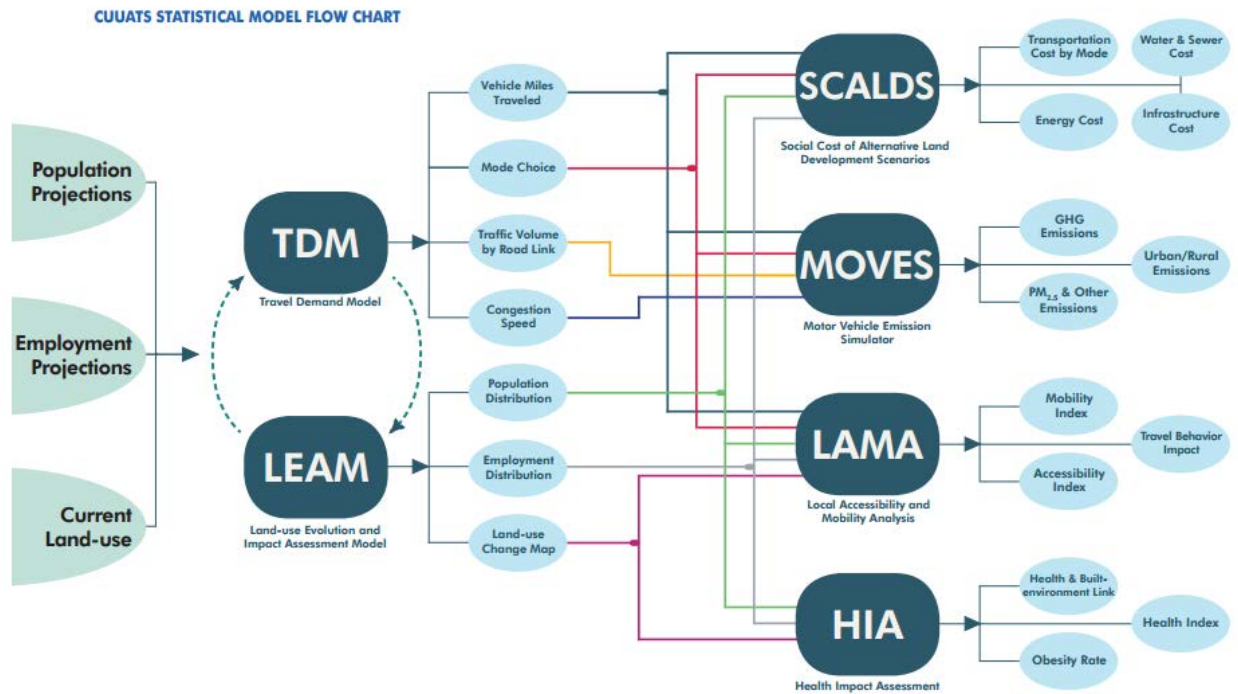 CUUATS STATISTICAL MODEL FLOW CHART
Population
Projections
Employment
Projections
Current
Land-use
TDM
Travel Demand Model
LEAM
Land-use Evolution and
Impact Assessment Model
Vehicle Miles
Traveled
Mode Choice
Traffic Volume
by Road Link
Congestion
Speed
Population
Distribution
Employment
Distribution
Land-use
Change Map
SCALDS
Social Cost of Alternative Land
Development Scenarios
MOVES
Motor Vehicle Emission
Simulator
LAMA
Local Accessibility and
Mobility Analysis
HIA
Health Impact Assessment
Transportation
Cost by Mode
Water & Sewer
Cost
Energy Cost
Infrastructure
Cost
GHG
Emissions
Urban/Rural
Emissions
PM2.5 & Other
Emissions
Mobility
Index
Travel Behavior
Impact
Accessibility
Index
Health & Built-
environment Link
Health Index
Obesity Rate